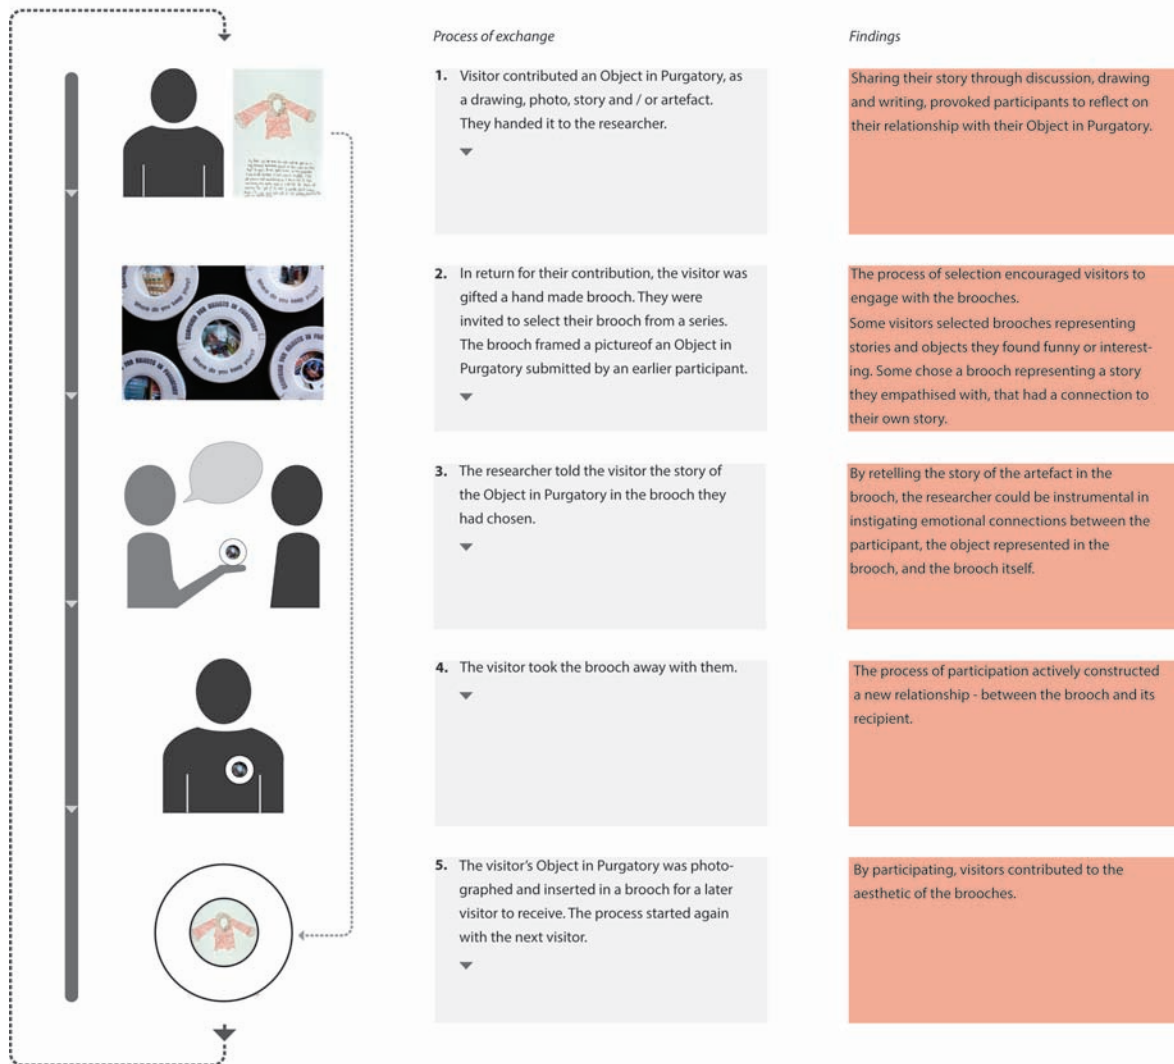 Process of exchange
Findings
1. Visitor contributed an Object in Purgatory, as
a drawing, photo, story and / or artefact.
They handed it to the researcher.
Sharing their story through discussion, drawing
and writing, provoked participants to reflect on
their relationship with their Object in Purgatory.
2. In return for their contribution, the visitor was
gifted a hand made brooch. They were
invited to select their brooch from a series.
The brooch framed a pictureof an Object in
Purgatory submitted by an earlier participant.
The process of selection encouraged visitors to
engage with the brooches.
Some visitors selected brooches representing
stories and objects they found funny or interest-
ing. Some chose a brooch representing a story
they empathised with, that had a connection to
their own story.
where do you keep yours?
3. The researcher told the visitor the story of
the Object in Purgatory in the brooch they
had chosen.
By retelling the story of the artefact in the
brooch, the researcher could be instrumental in
instigating emotional connections between the
participant, the object represented in the
brooch, and the brooch itself.
4. The visitor took the brooch away with them.
The process of participation actively constructed
a new relationship - between the brooch and its
recipient.
5. The visitor's Object in Purgatory was photo-
graphed and inserted in a brooch for a later
visitor to receive. The process started again
with the next visitor.
By participating, visitors contributed to the
aesthetic of the brooches.